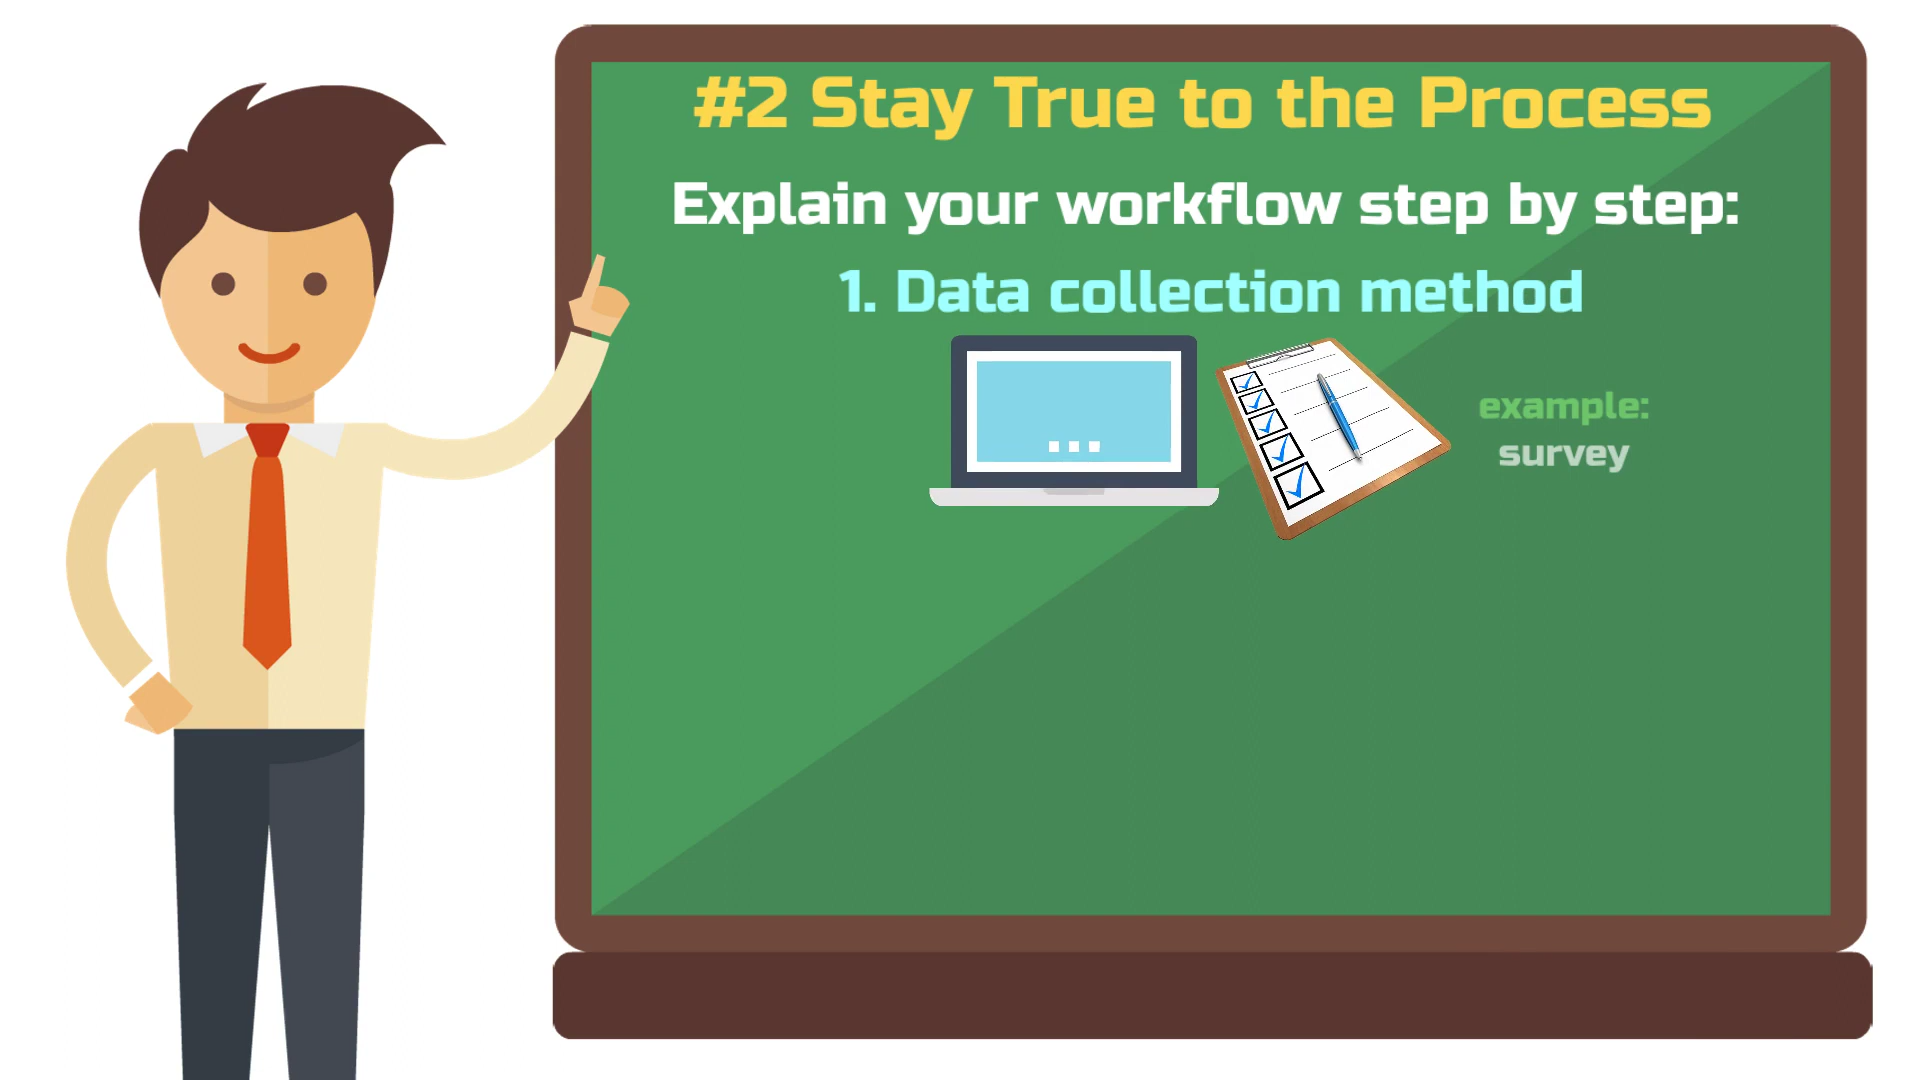 #2 Stay True to the Process
Explain your workflow step by step:
1. Data collection method
example:
survey